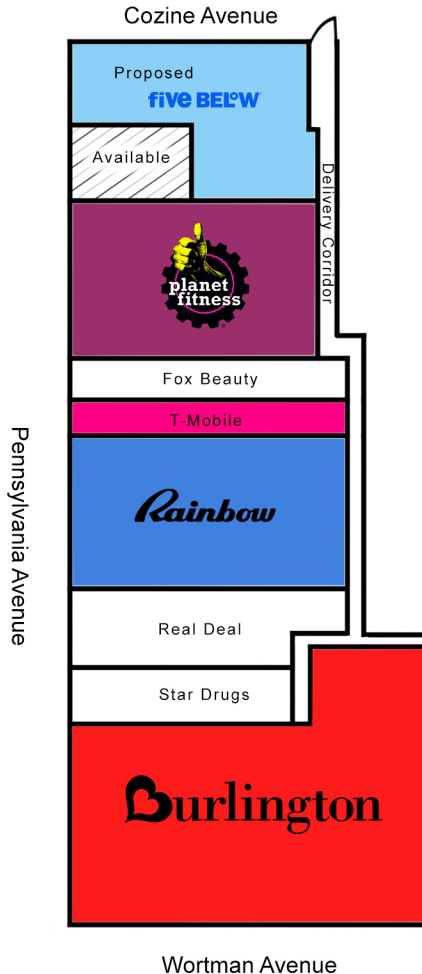 Cozine Avenue
Proposed
five BELOW
Available
Delivery Corridor
planet
fitness
Fox Beauty
T-Mobile
Pennsylvania Avenue
Rainbow
Real Deal
Star Drugs
Burlington
Wortman Avenue